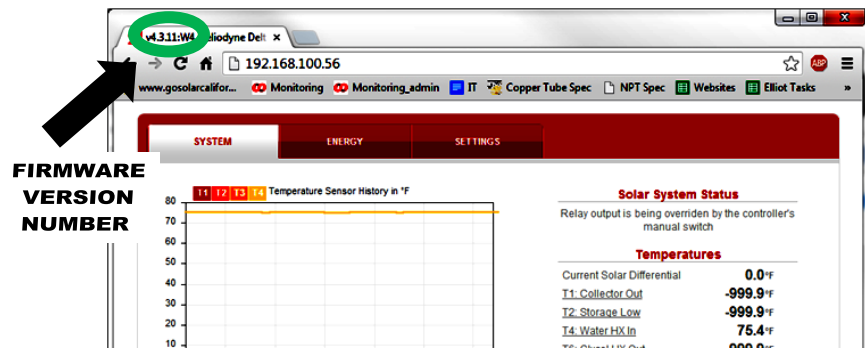 v4.3.11:W4
eliodyne Delt ×
192.168.100.56
ABP
www.gosolarcalifor... Monitoring Monitoring_admin IT Copper Tube Spec NPT Spec Websites Elliot Tasks »
SYSTEM ENERGY SETTINGS
FIRMWARE
VERSION
NUMBER
T1 T2 T3 T4 Temperature Sensor History in °F
80
70
60
50
40
30
20
10
Solar System Status
Relay output is being overriden by the controller's
manual switch
Temperatures
Current Solar Differential 0.0°F
T1: Collector Out -999.9°F
T2: Storage Low -999.9°F
T4: Water HX In 75.4°F